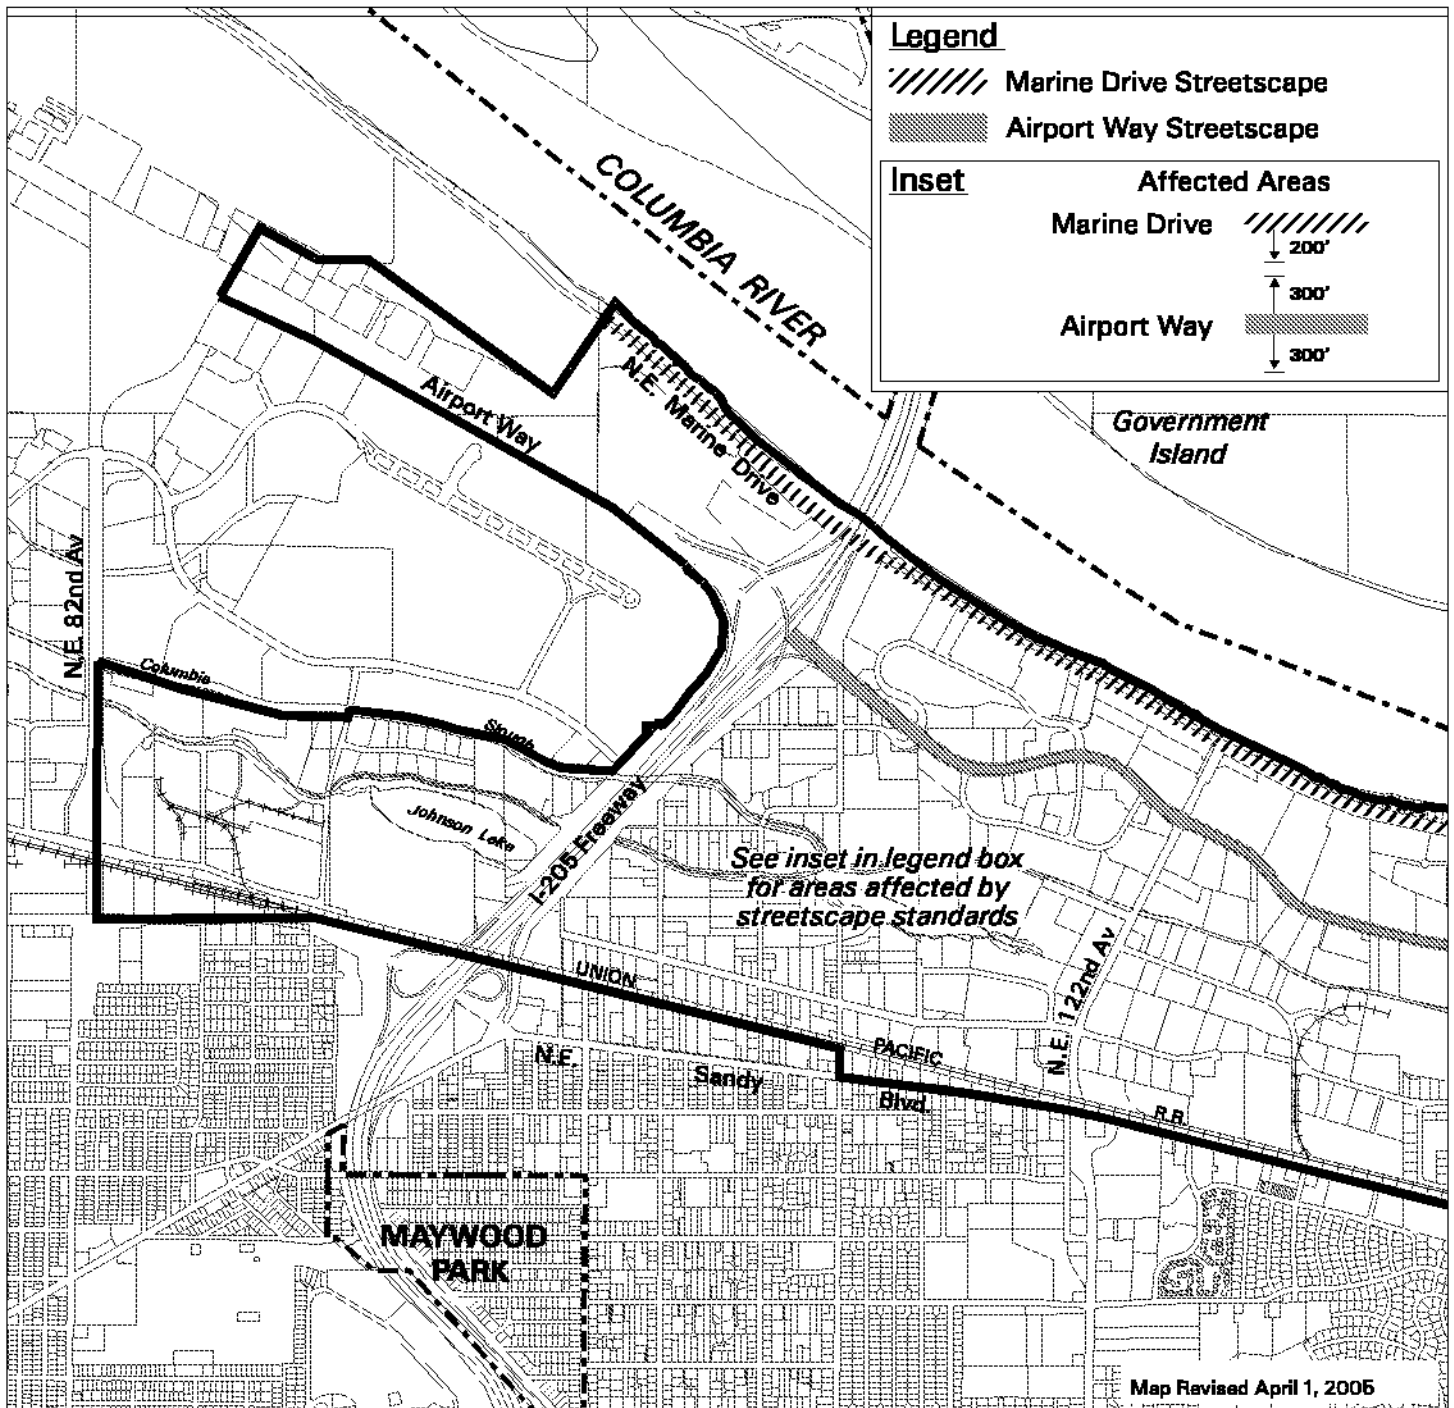 Legend
Marine Drive Streetscape
Airport Way Streetscape
Inset
Affected Areas
Marine Drive
200'
300'
Airport Way
300'
COLUMBIA RIVER
N.E. Marine Drive
Airport Way
Government
Island
N.E. 82nd Av
Columbia
Slough
Johnson Lake
I-205 Freeway
See inset in legend box
for areas affected by
streetscape standards
N.E. 122nd Av
UNION
PACIFIC
R.R.
N.E.
Sandy
Blvd.
MAYWOOD
PARK
Map Revised April 1, 2005